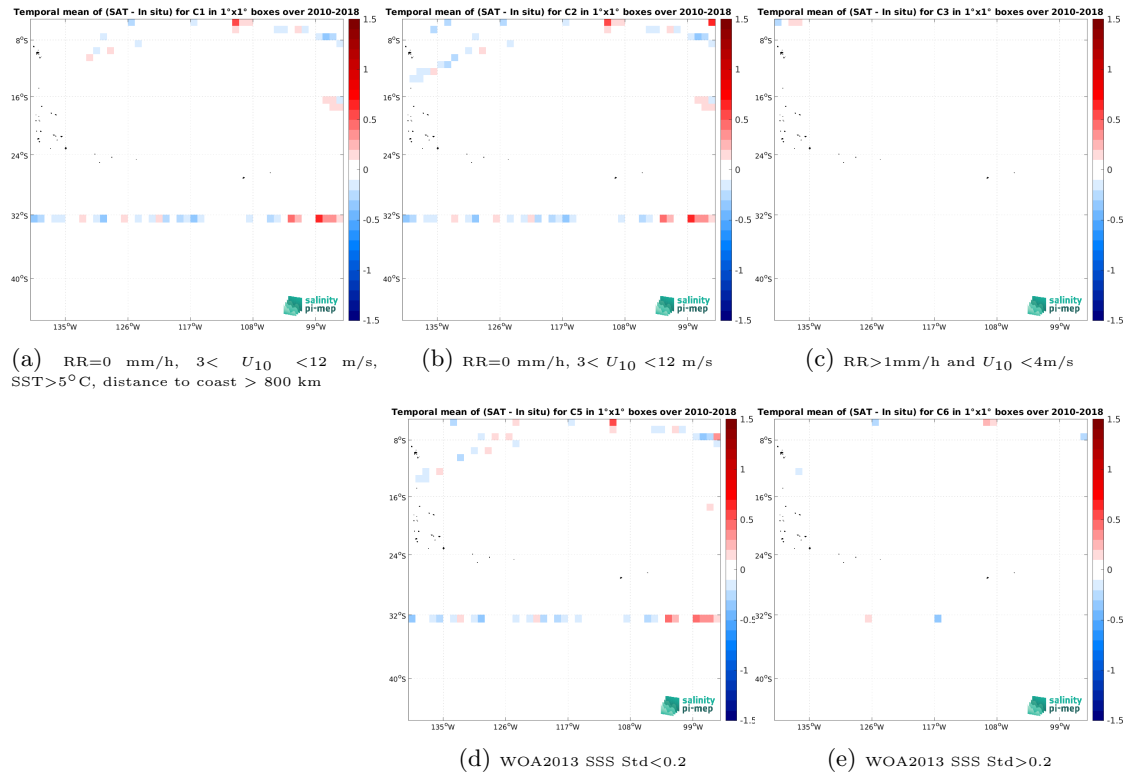 Temporal mean of (SAT - In situ) for C1 in 1°x1° boxes over 2010-2018
8°S
16°S
24°S
32°S
40°S
135°W 126°W 117°W 108°W 99°W
1.5
1
0.5
0
-0.5
-1
-1.5
salinity
pi-mep
(a) RR=0 mm/h, 3< U10 <12 m/s,
SST>5°C, distance to coast > 800 km
Temporal mean of (SAT - In situ) for C2 in 1°x1° boxes over 2010-2018
8°S
16°S
24°S
32°S
40°S
135°W 126°W 117°W 108°W 99°W
1.5
1
0.5
0
-0.5
-1
-1.5
salinity
pi-mep
(b) RR=0 mm/h, 3< U10 <12 m/s
Temporal mean of (SAT - In situ) for C3 in 1°x1° boxes over 2010-2018
8°S
16°S
24°S
32°S
40°S
135°W 126°W 117°W 108°W 99°W
1.5
1
0.5
0
-0.5
-1
-1.5
salinity
pi-mep
(c) RR>1mm/h and U10 <4m/s
Temporal mean of (SAT - In situ) for C5 in 1°x1° boxes over 2010-2018
8°S
16°S
24°S
32°S
40°S
135°W 126°W 117°W 108°W 99°W
1.5
1
0.5
0
-0.5
-1
-1.5
salinity
pi-mep
(d) WOA2013 SSS Std<0.2
Temporal mean of (SAT - In situ) for C6 in 1°x1° boxes over 2010-2018
8°S
16°S
24°S
32°S
40°S
135°W 126°W 117°W 108°W 99°W
1.5
1
0.5
0
-0.5
-1
-1.5
salinity
pi-mep
(e) WOA2013 SSS Std>0.2